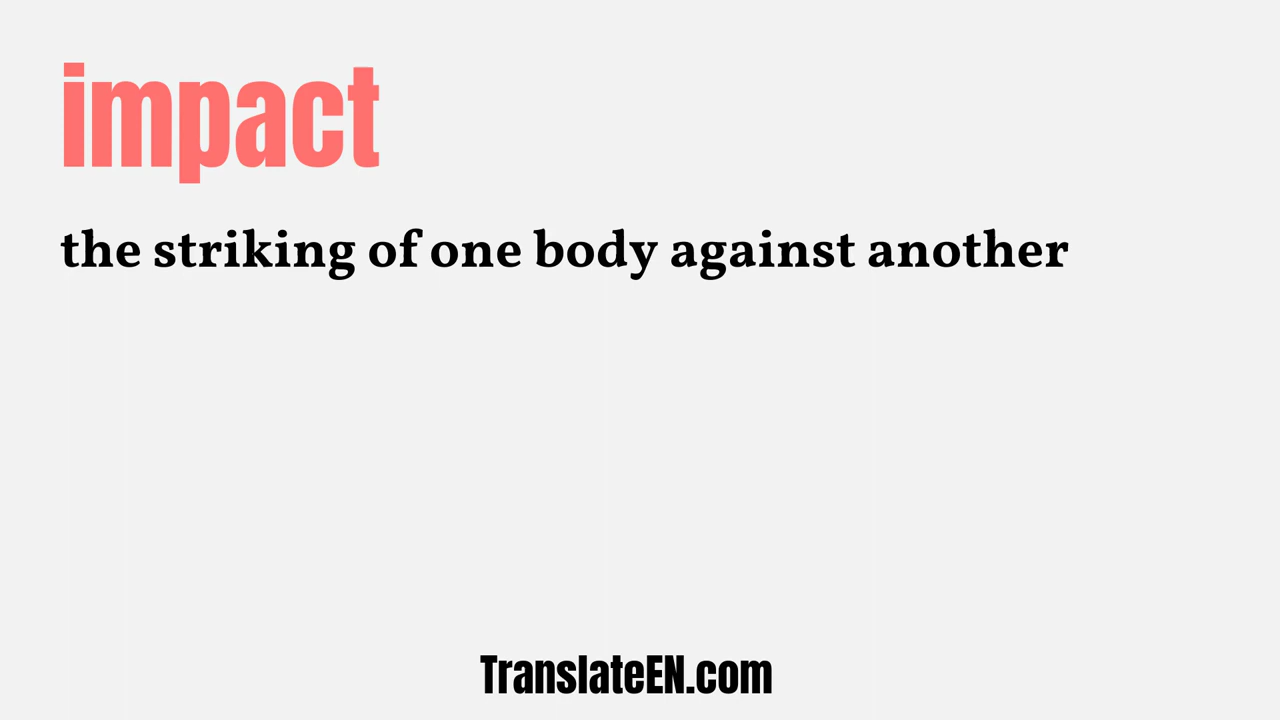 impact
the striking of one body against another
TranslateEN.com